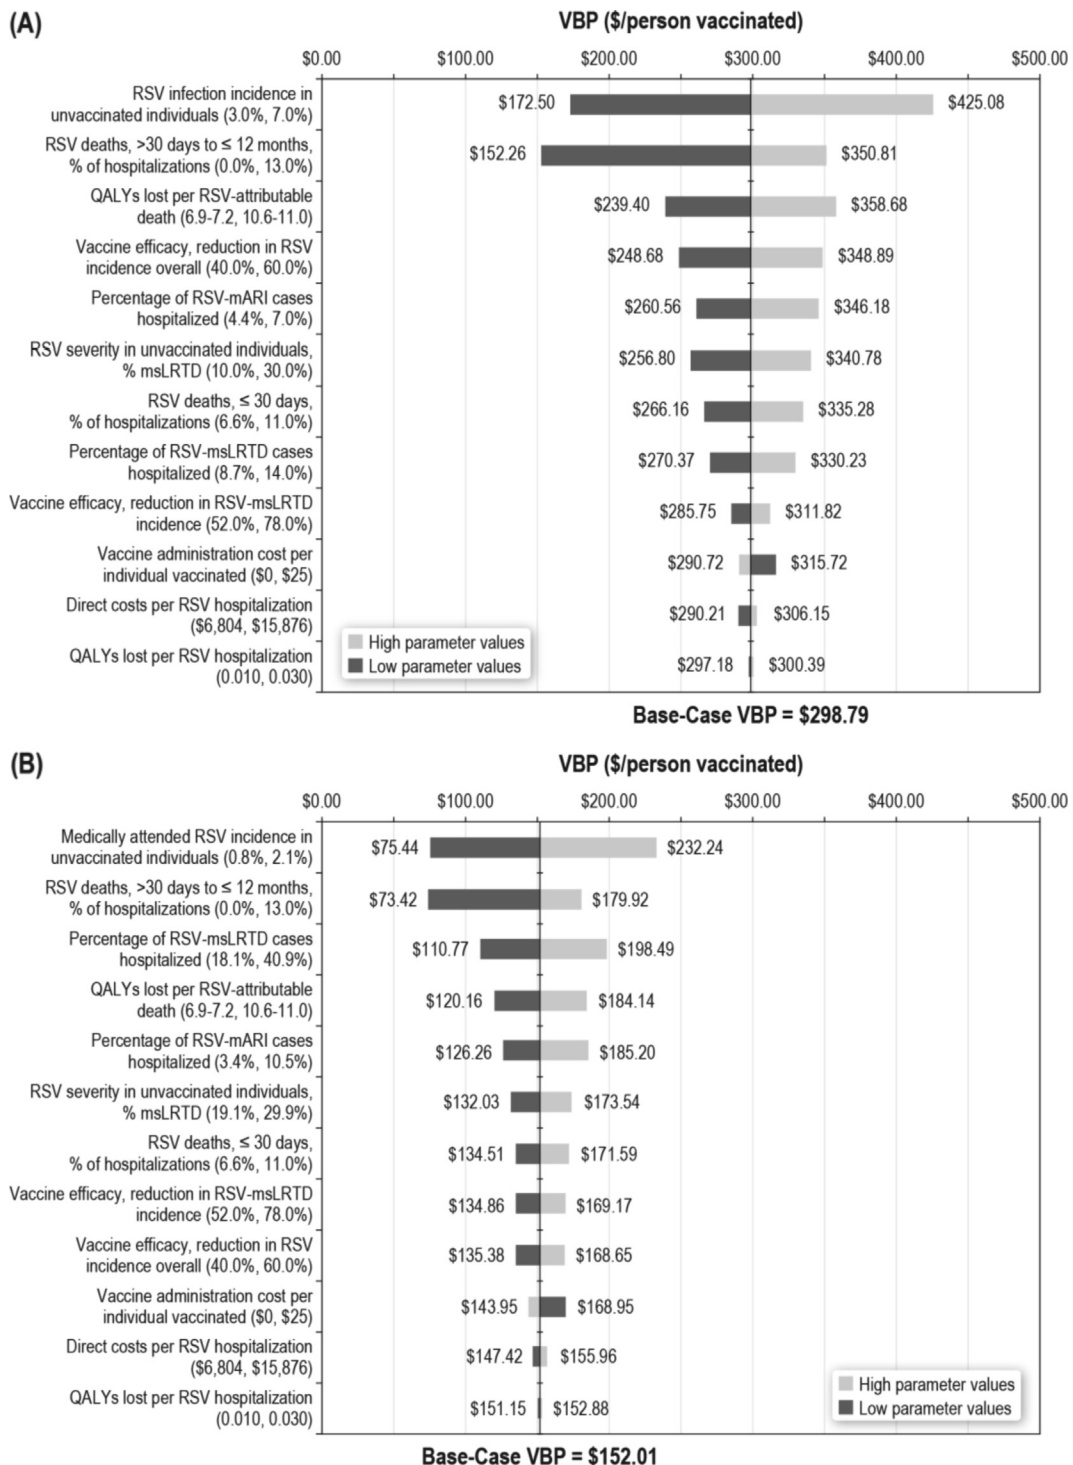 (A)
VBP ($/person vaccinated)
$0.00 $100.00 $200.00 $300.00 $400.00 $500.00
RSV infection incidence in
unvaccinated individuals (3.0%, 7.0%)
$172.50 $425.08
RSV deaths, >30 days to ≤ 12 months,
% of hospitalizations (0.0%, 13.0%)
$152.26 $350.81
QALYs lost per RSV-attributable
death (6.9-7.2, 10.6-11.0)
$239.40 $358.68
Vaccine efficacy, reduction in RSV
incidence overall (40.0%, 60.0%)
$248.68 $348.89
Percentage of RSV-mARI cases
hospitalized (4.4%, 7.0%)
$260.56 $346.18
RSV severity in unvaccinated individuals,
% msLRTD (10.0%, 30.0%)
$256.80 $340.78
RSV deaths, ≤ 30 days,
% of hospitalizations (6.6%, 11.0%)
$266.16 $335.28
Percentage of RSV-msLRTD cases
hospitalized (8.7%, 14.0%)
$270.37 $330.23
Vaccine efficacy, reduction in RSV-msLRTD
incidence (52.0%, 78.0%)
$285.75 $311.82
Vaccine administration cost per
individual vaccinated ($0, $25)
$290.72 $315.72
Direct costs per RSV hospitalization
($6,804, $15,876)
$290.21 $306.15
QALYs lost per RSV hospitalization
(0.010, 0.030)
$297.18 $300.39
High parameter values
Low parameter values
Base-Case VBP = $298.79
(B)
VBP ($/person vaccinated)
$0.00 $100.00 $200.00 $300.00 $400.00 $500.00
Medically attended RSV incidence in
unvaccinated individuals (0.8%, 2.1%)
$75.44 $232.24
RSV deaths, >30 days to ≤ 12 months,
% of hospitalizations (0.0%, 13.0%)
$73.42 $179.92
Percentage of RSV-msLRTD cases
hospitalized (18.1%, 40.9%)
$110.77 $198.49
QALYs lost per RSV-attributable
death (6.9-7.2, 10.6-11.0)
$120.16 $184.14
Percentage of RSV-mARI cases
hospitalized (3.4%, 10.5%)
$126.26 $185.20
RSV severity in unvaccinated individuals,
% msLRTD (19.1%, 29.9%)
$132.03 $173.54
RSV deaths, ≤ 30 days,
% of hospitalizations (6.6%, 11.0%)
$134.51 $171.59
Vaccine efficacy, reduction in RSV-msLRTD
incidence (52.0%, 78.0%)
$134.86 $169.17
Vaccine efficacy, reduction in RSV
incidence overall (40.0%, 60.0%)
$135.38 $168.65
Vaccine administration cost per
individual vaccinated ($0, $25)
$143.95 $168.95
Direct costs per RSV hospitalization
($6,804, $15,876)
$147.42 $155.96
QALYs lost per RSV hospitalization
(0.010, 0.030)
$151.15 $152.88
High parameter values
Low parameter values
Base-Case VBP = $152.01